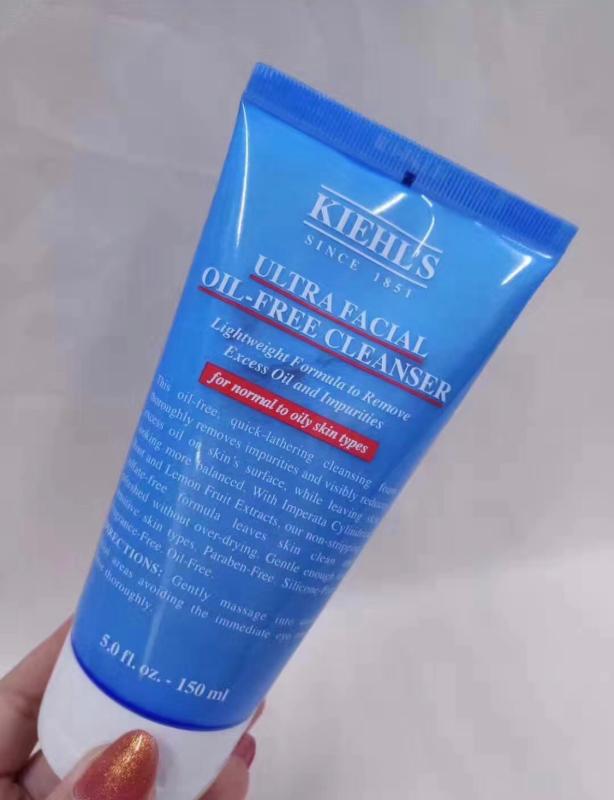 KIEHL'S
SINCE 1851
ULTRA FACIAL
OIL-FREE CLEANSER
Lightweight Formula to Remove
Excess Oil and Impurities
for normal to oily skin types
This oil-free, quick-lathering cleansing
thoroughly removes impurities and visibly
excess oil on skin's surface, while leaving
looking more balanced. With Imperata
and Lemon Fruit Extracts, our non-stripping
formula leaves skin clean
without over-drying. Gentle enough
skin types. Paraben-Free.
Fragrance-Free. Oil-Free.
DIRECTIONS: Gently massage into
areas avoiding the immediate eye
thoroughly.
5.0 fl. oz. - 150 ml